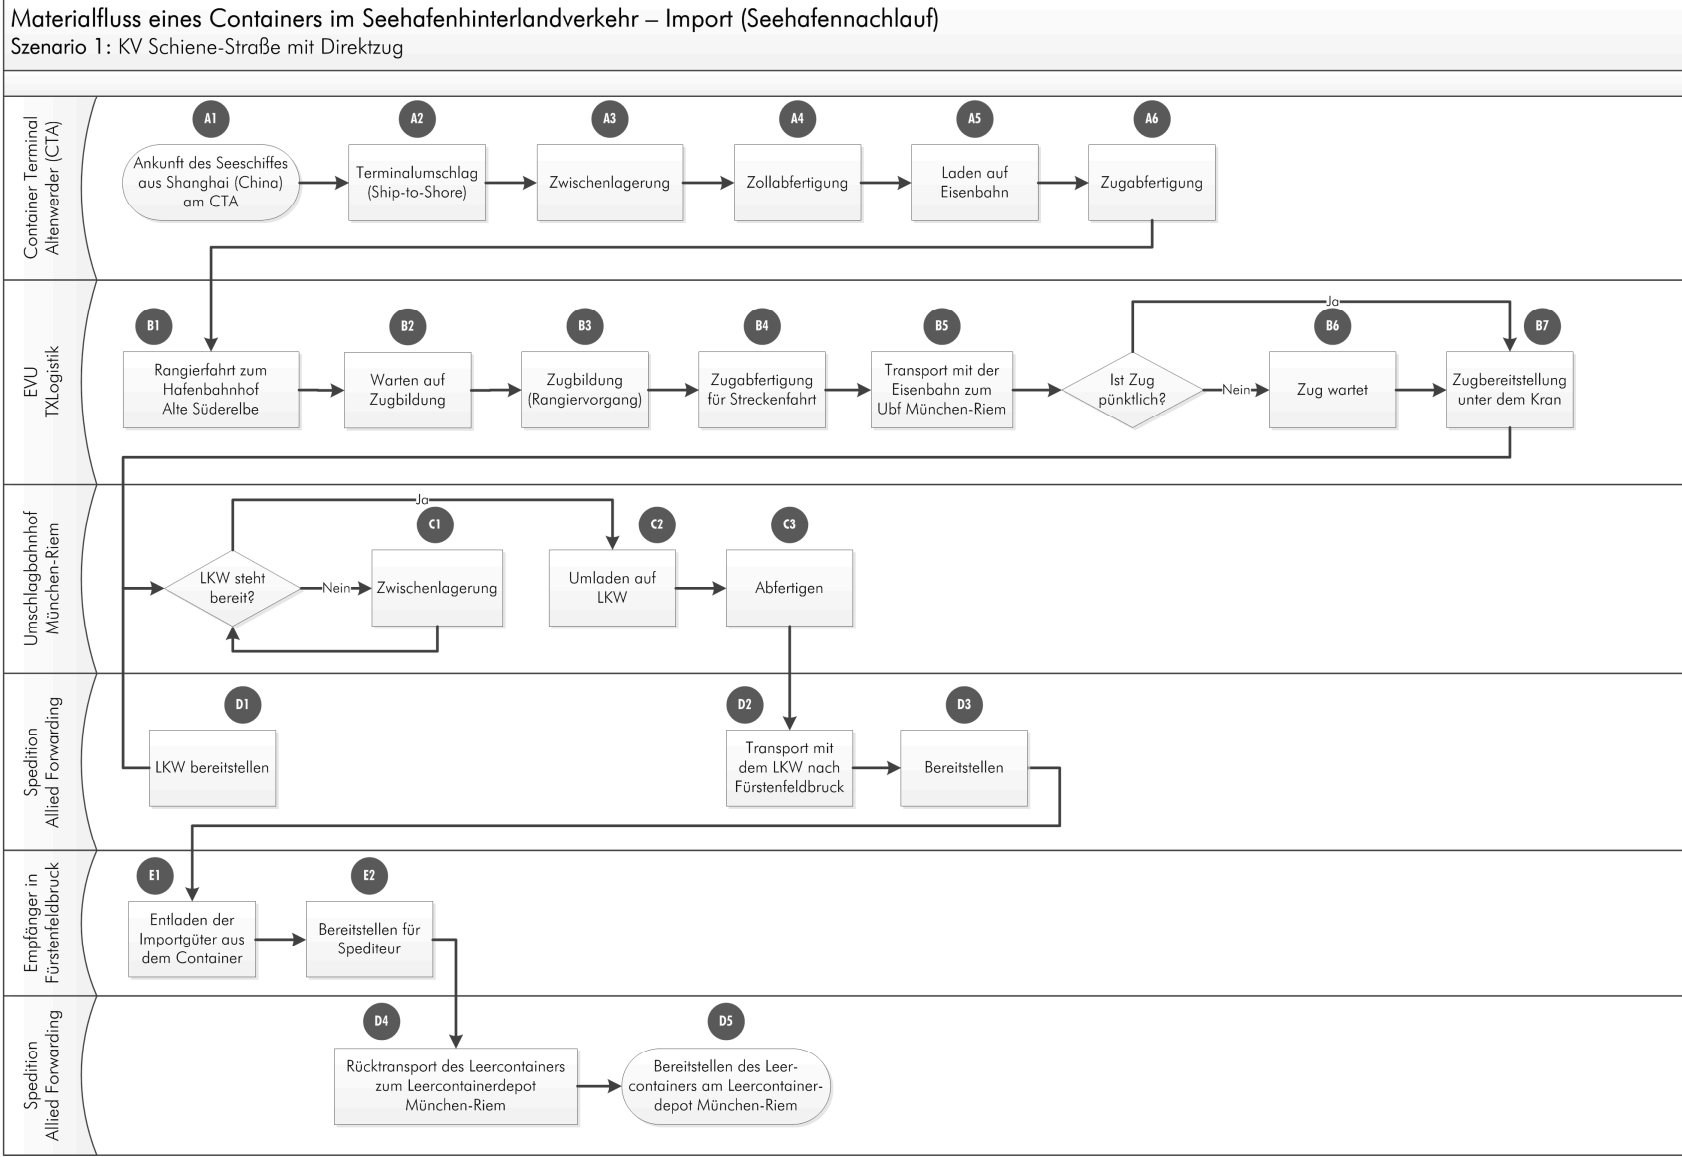 Materialfluss eines Containers im Seehafenhinterlandverkehr – Import (Seehafennachlauf)
Szenario 1: KV Schiene-Straße mit Direktzug
Container Terminal
Altenwerder (CTA)
A1
Ankunft des Seeschiffes
aus Shanghai (China)
am CTA
A2
Terminalumschlag
(Ship-to-Shore)
A3
Zwischenlagerung
A4
Zollabfertigung
A5
Laden auf
Eisenbahn
A6
Zugabfertigung
EVU
TXLogistik
B1
Rangierfahrt zum
Hafenbahnhof
Alte Süderelbe
B2
Warten auf
Zugbildung
B3
Zugbildung
(Rangiervorgang)
B4
Zugabfertigung
für Streckenfahrt
B5
Transport mit der
Eisenbahn zum
Ubf München-Riem
Ist Zug
pünktlich?
Ja
Nein
B6
Zug wartet
B7
Zugbereitstellung
unter dem Kran
Umschlagbahnhof
München-Riem
LKW steht
bereit?
Ja
Nein
C1
Zwischenlagerung
C2
Umladen auf
LKW
C3
Abfertigen
Spedition
Allied Forwarding
D1
LKW bereitstellen
D2
Transport mit
dem LKW nach
Fürstenfeldbruck
D3
Bereitstellen
Empfänger in
Fürstenfeldbruck
E1
Entladen der
Importgüter aus
dem Container
E2
Bereitstellen für
Spediteur
Spedition
Allied Forwarding
D4
Rücktransport des Leercontainers
zum Leercontainerdepot
München-Riem
D5
Bereitstellen des Leer-
containers am Leercontainer-
depot München-Riem